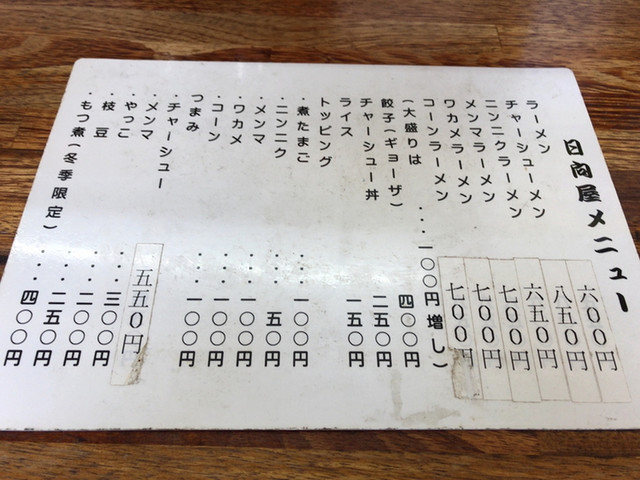 日向屋メニュー
ラーメン 六〇〇円
チャーシューメン 八五〇円
ニンニクラーメン 六五〇円
メンマラーメン 七〇〇円
ワカメラーメン 七〇〇円
コーンラーメン 七〇〇円
(大盛りは・・・一〇〇円増し)
餃子(ギョーザ) 四〇〇円
チャーシュー丼 二五〇円
ライス 一五〇円
トッピング
・煮たまご・・・一〇〇円
・ニンニク・・・五〇円
・メンマ・・・一〇〇円
・ワカメ・・・一〇〇円
・コーン・・・一〇〇円
つまみ
・チャーシュー 五五〇円
・メンマ・・・三〇〇円
・やっこ・・・二〇〇円
・枝豆・・・二五〇円
・もつ煮(冬季限定)・・・四〇〇円